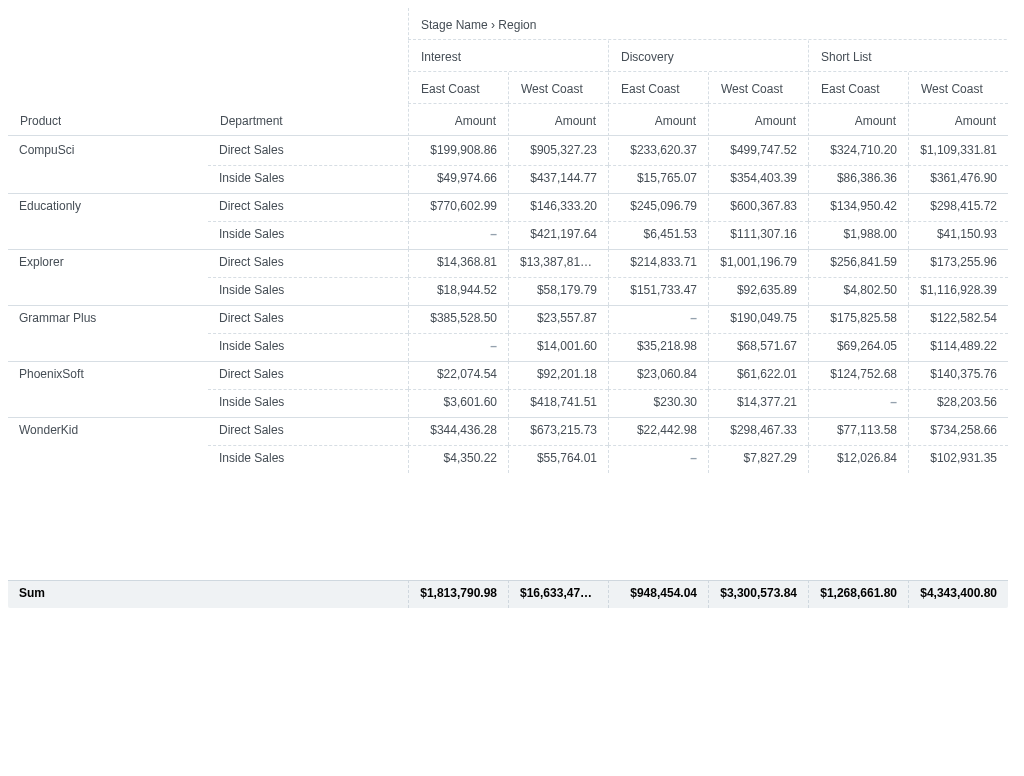 Stage Name › Region
Interest Discovery Short List
East Coast West Coast East Coast West Coast East Coast West Coast
Product Department Amount Amount Amount Amount Amount Amount
CompuSci Direct Sales $199,908.86 $905,327.23 $233,620.37 $499,747.52 $324,710.20 $1,109,331.81
Inside Sales $49,974.66 $437,144.77 $15,765.07 $354,403.39 $86,386.36 $361,476.90
Educationly Direct Sales $770,602.99 $146,333.20 $245,096.79 $600,367.83 $134,950.42 $298,415.72
Inside Sales – $421,197.64 $6,451.53 $111,307.16 $1,988.00 $41,150.93
Explorer Direct Sales $14,368.81 $13,387,81… $214,833.71 $1,001,196.79 $256,841.59 $173,255.96
Inside Sales $18,944.52 $58,179.79 $151,733.47 $92,635.89 $4,802.50 $1,116,928.39
Grammar Plus Direct Sales $385,528.50 $23,557.87 – $190,049.75 $175,825.58 $122,582.54
Inside Sales – $14,001.60 $35,218.98 $68,571.67 $69,264.05 $114,489.22
PhoenixSoft Direct Sales $22,074.54 $92,201.18 $23,060.84 $61,622.01 $124,752.68 $140,375.76
Inside Sales $3,601.60 $418,741.51 $230.30 $14,377.21 – $28,203.56
WonderKid Direct Sales $344,436.28 $673,215.73 $22,442.98 $298,467.33 $77,113.58 $734,258.66
Inside Sales $4,350.22 $55,764.01 – $7,827.29 $12,026.84 $102,931.35
Sum $1,813,790.98 $16,633,47… $948,454.04 $3,300,573.84 $1,268,661.80 $4,343,400.80